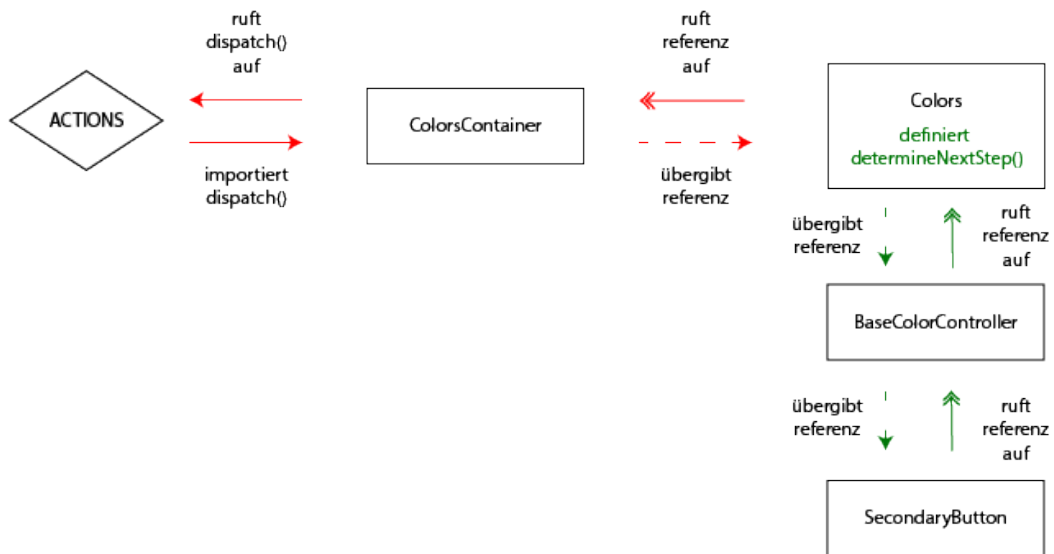 ruft
dispatch()
auf
ruft
referenz
auf
ACTIONS
ColorsContainer
Colors
definiert
determineNextStep()
importiert
dispatch()
übergibt
referenz
übergibt
referenz
ruft
referenz
auf
BaseColorController
übergibt
referenz
ruft
referenz
auf
SecondaryButton